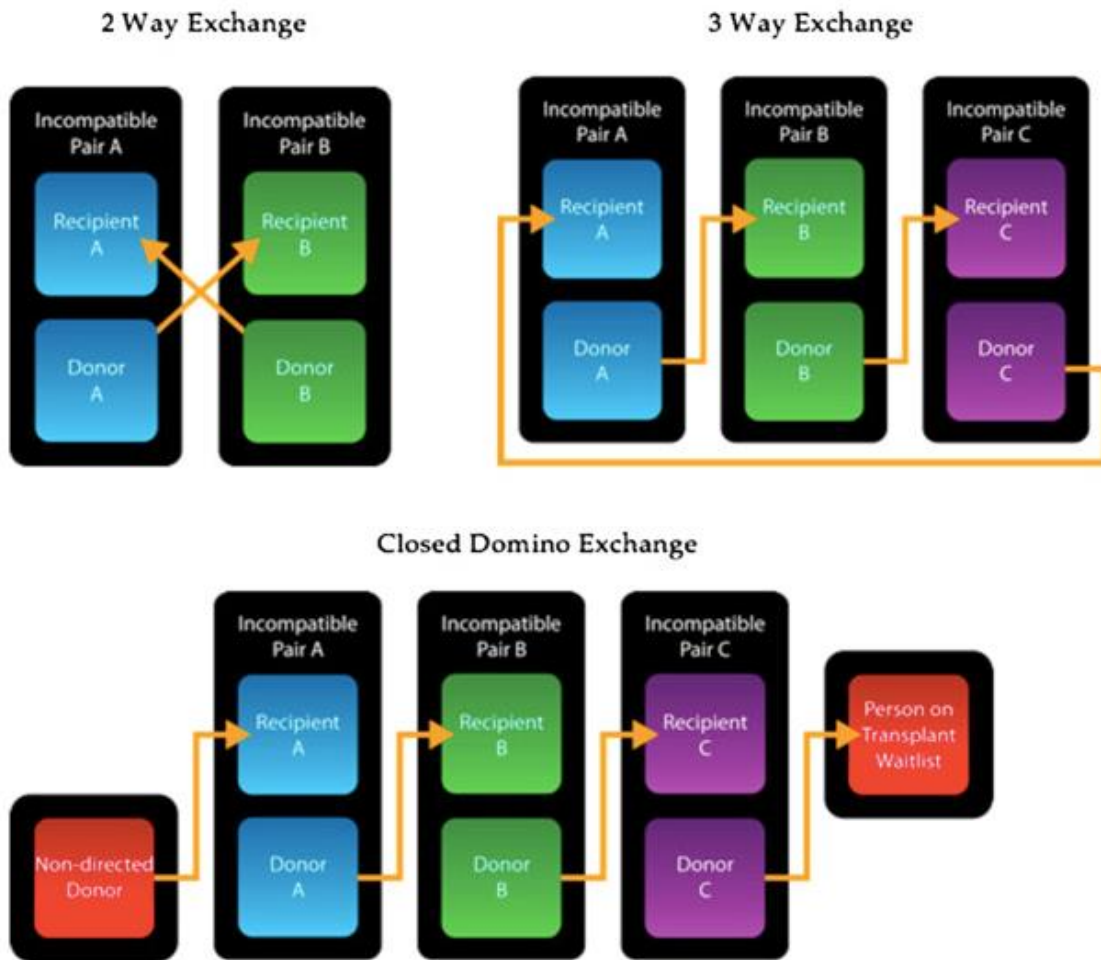 2 Way Exchange
Incompatible
Pair A
Recipient
A
Donor
A
Incompatible
Pair B
Recipient
B
Donor
B
3 Way Exchange
Incompatible
Pair A
Recipient
A
Donor
A
Incompatible
Pair B
Recipient
B
Donor
B
Incompatible
Pair C
Recipient
C
Donor
C
Closed Domino Exchange
Non-directed
Donor
Incompatible
Pair A
Recipient
A
Donor
A
Incompatible
Pair B
Recipient
B
Donor
B
Incompatible
Pair C
Recipient
C
Donor
C
Person on
Transplant
Waitlist